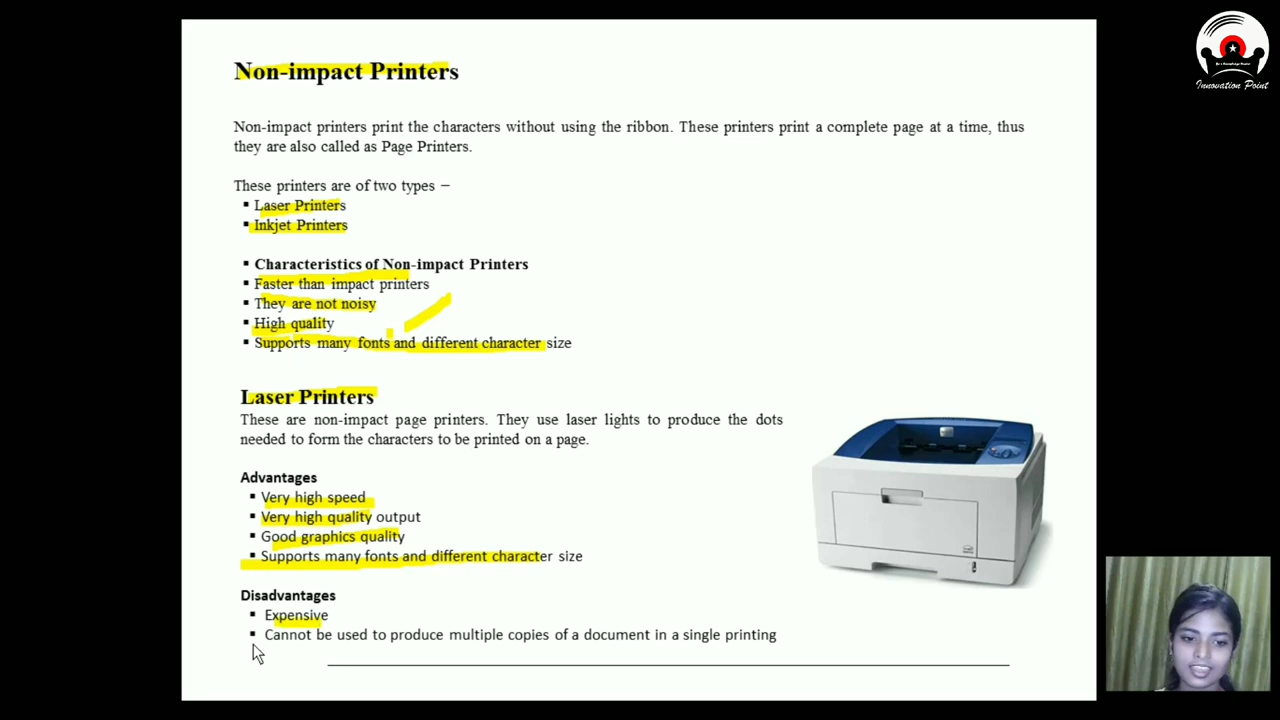 Non-impact Printers
Non-impact printers print the characters without using the ribbon. These printers print a complete page at a time, thus
they are also called as Page Printers.
These printers are of two types −
▪ Laser Printers
▪ Inkjet Printers
▪ Characteristics of Non-impact Printers
▪ Faster than impact printers
▪ They are not noisy
▪ High quality
▪ Supports many fonts and different character size
Laser Printers
These are non-impact page printers. They use laser lights to produce the dots
needed to form the characters to be printed on a page.
Advantages
▪ Very high speed
▪ Very high quality output
▪ Good graphics quality
▪ Supports many fonts and different character size
Disadvantages
▪ Expensive
▪ Cannot be used to produce multiple copies of a document in a single printing
Innovation Point